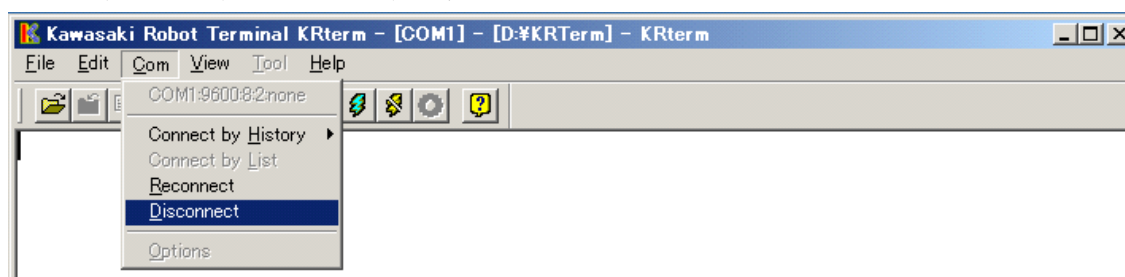 Kawasaki Robot Terminal KRterm - [COM1] - [D:¥KRTerm] - KRterm
File Edit Com View Tool Help
COM1:9600:8:2:none
Connect by History
Connect by List
Reconnect
Disconnect
Options